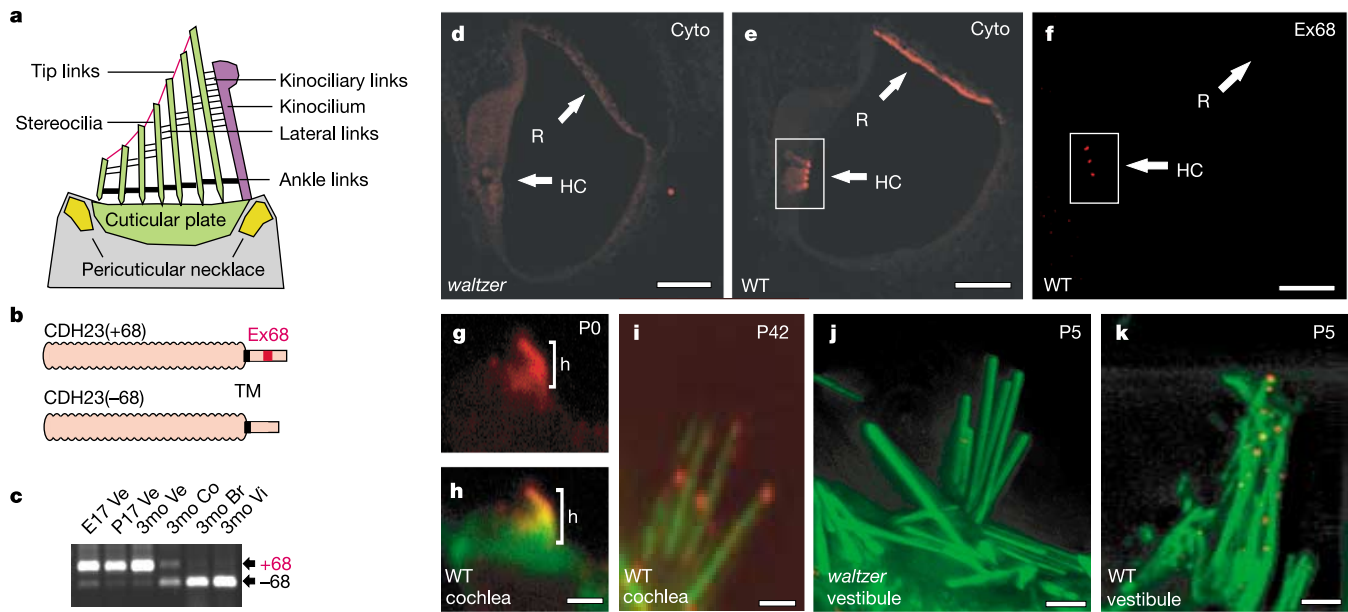 a
Tip links
Stereocilia
Kinociliary links
Kinocilium
Lateral links
Ankle links
Cuticular plate
Pericuticular necklace
b
CDH23(+68)
Ex68
TM
CDH23(–68)
c
E17 Ve
P17 Ve
3mo Ve
3mo Co
3mo Br
3mo Vi
+68
–68
d
Cyto
R
HC
waltzer
e
Cyto
R
HC
WT
f
Ex68
R
HC
WT
g
P0
h
h
h
WT
cochlea
i
P42
WT
cochlea
j
P5
waltzer
vestibule
k
P5
WT
vestibule